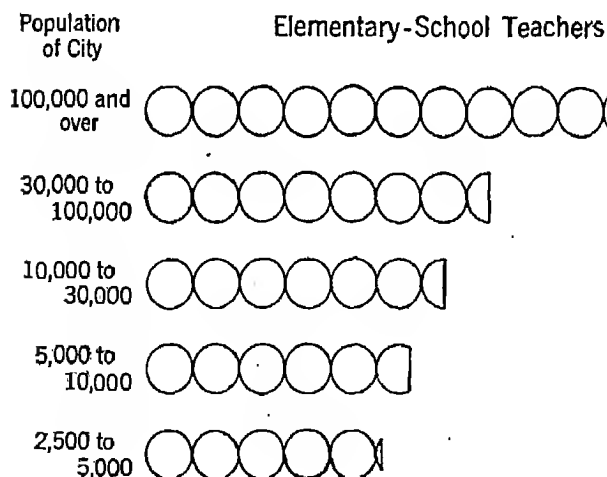 Population
of City
Elementary-School Teachers
100,000 and
over
30,000 to
100,000
10,000 to
30,000
5,000 to
10,000
2,500 to
5,000